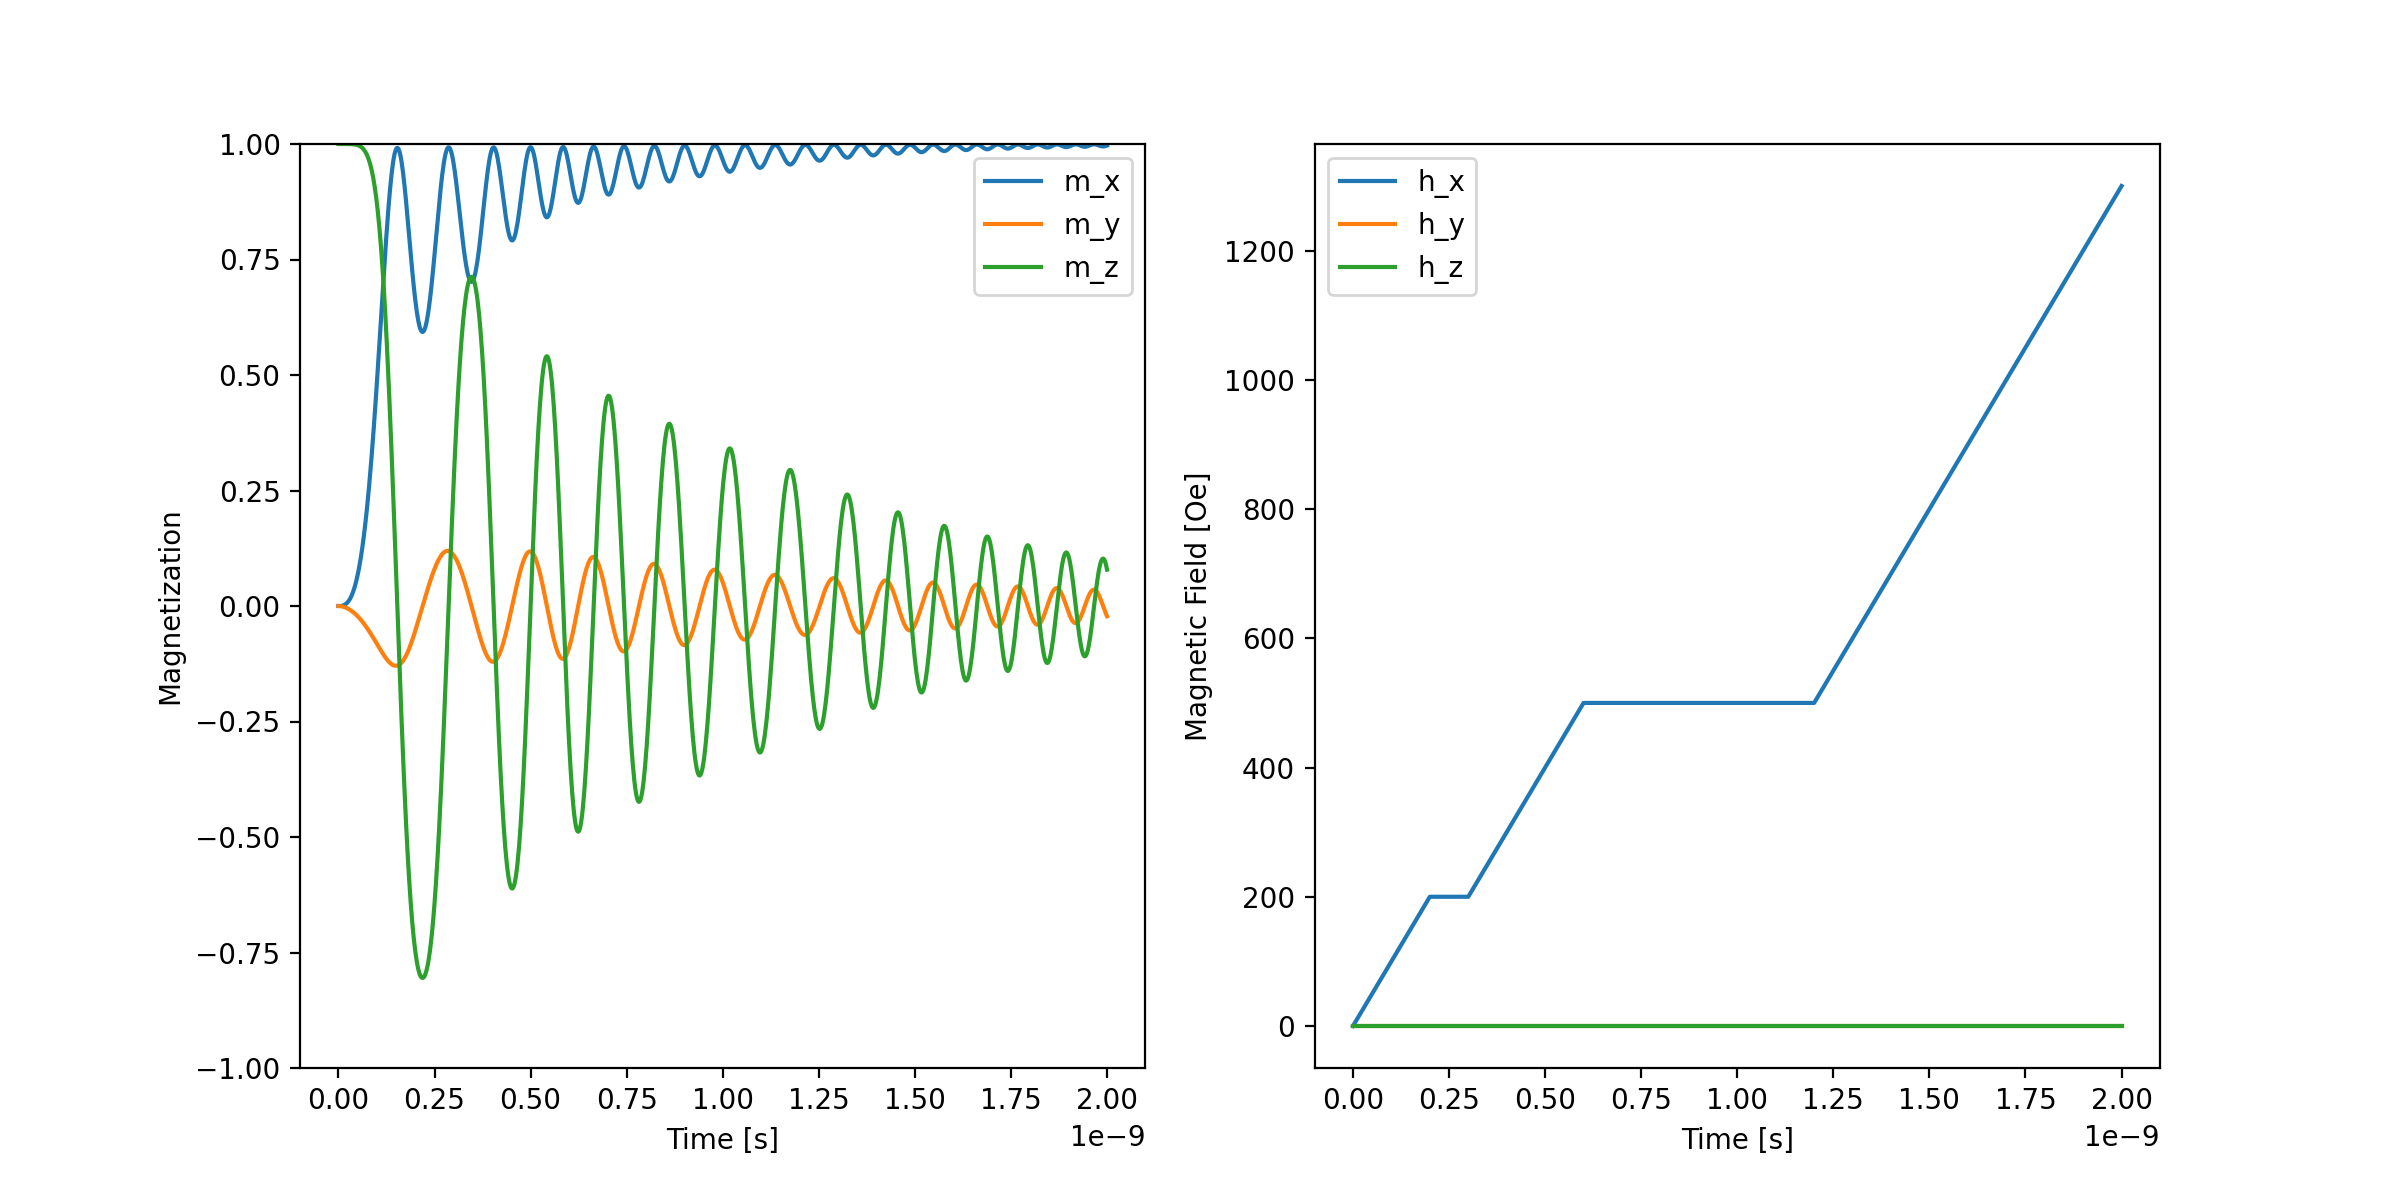 1.00
0.75
0.50
0.25
0.00
−0.25
−0.50
−0.75
−1.00
Magnetization
m_x
m_y
m_z
0.00 0.25 0.50 0.75 1.00 1.25 1.50 1.75 2.00
Time [s]
1e−9
1200
1000
800
600
400
200
0
Magnetic Field [Oe]
h_x
h_y
h_z
0.00 0.25 0.50 0.75 1.00 1.25 1.50 1.75 2.00
Time [s]
1e−9